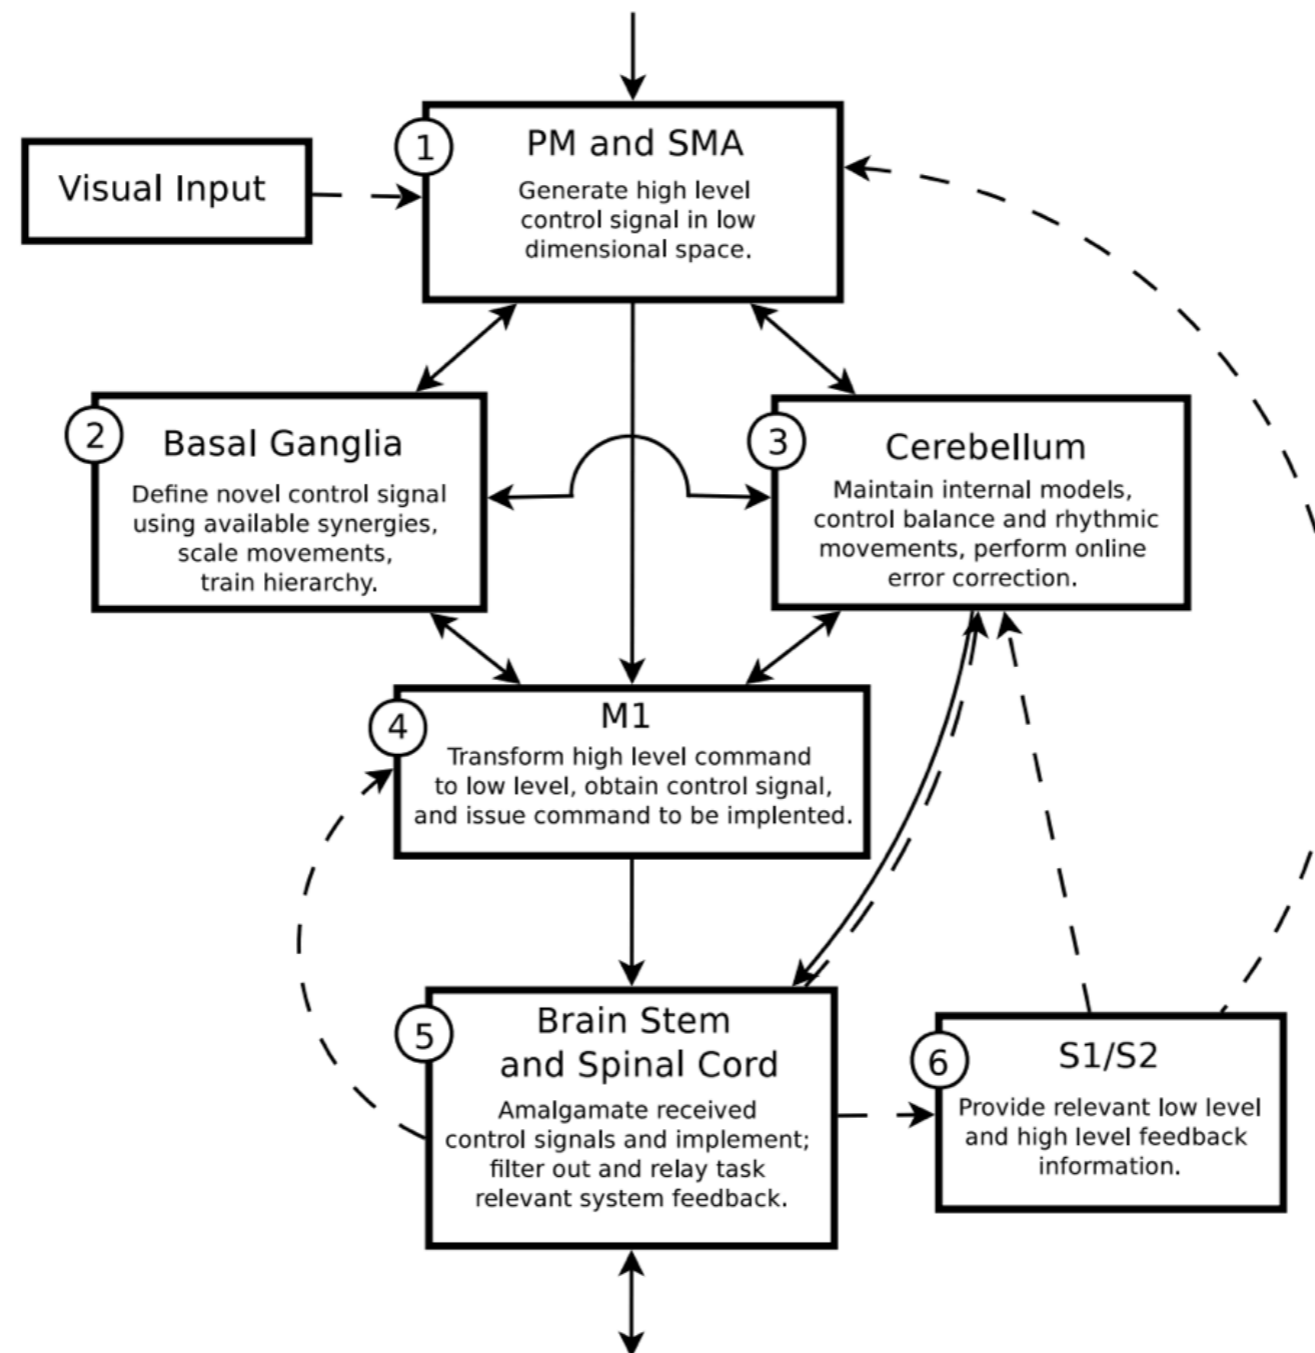 1
PM and SMA
Generate high level
control signal in low
dimensional space.
Visual Input
2
Basal Ganglia
Define novel control signal
using available synergies,
scale movements,
train hierarchy.
3
Cerebellum
Maintain internal models,
control balance and rhythmic
movements, perform online
error correction.
4
M1
Transform high level command
to low level, obtain control signal,
and issue command to be implented.
5
Brain Stem
and Spinal Cord
Amalgamate received
control signals and implement;
filter out and relay task
relevant system feedback.
6
S1/S2
Provide relevant low level
and high level feedback
information.